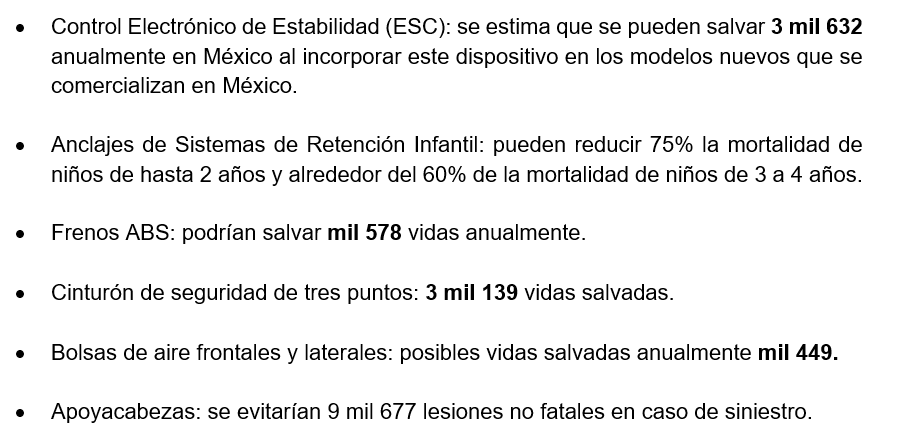 • Control Electrónico de Estabilidad (ESC): se estima que se pueden salvar 3 mil 632
anualmente en México al incorporar este dispositivo en los modelos nuevos que se
comercializan en México.
• Anclajes de Sistemas de Retención Infantil: pueden reducir 75% la mortalidad de
niños de hasta 2 años y alrededor del 60% de la mortalidad de niños de 3 a 4 años.
• Frenos ABS: podrían salvar mil 578 vidas anualmente.
• Cinturón de seguridad de tres puntos: 3 mil 139 vidas salvadas.
• Bolsas de aire frontales y laterales: posibles vidas salvadas anualmente mil 449.
• Apoyacabezas: se evitarían 9 mil 677 lesiones no fatales en caso de siniestro.